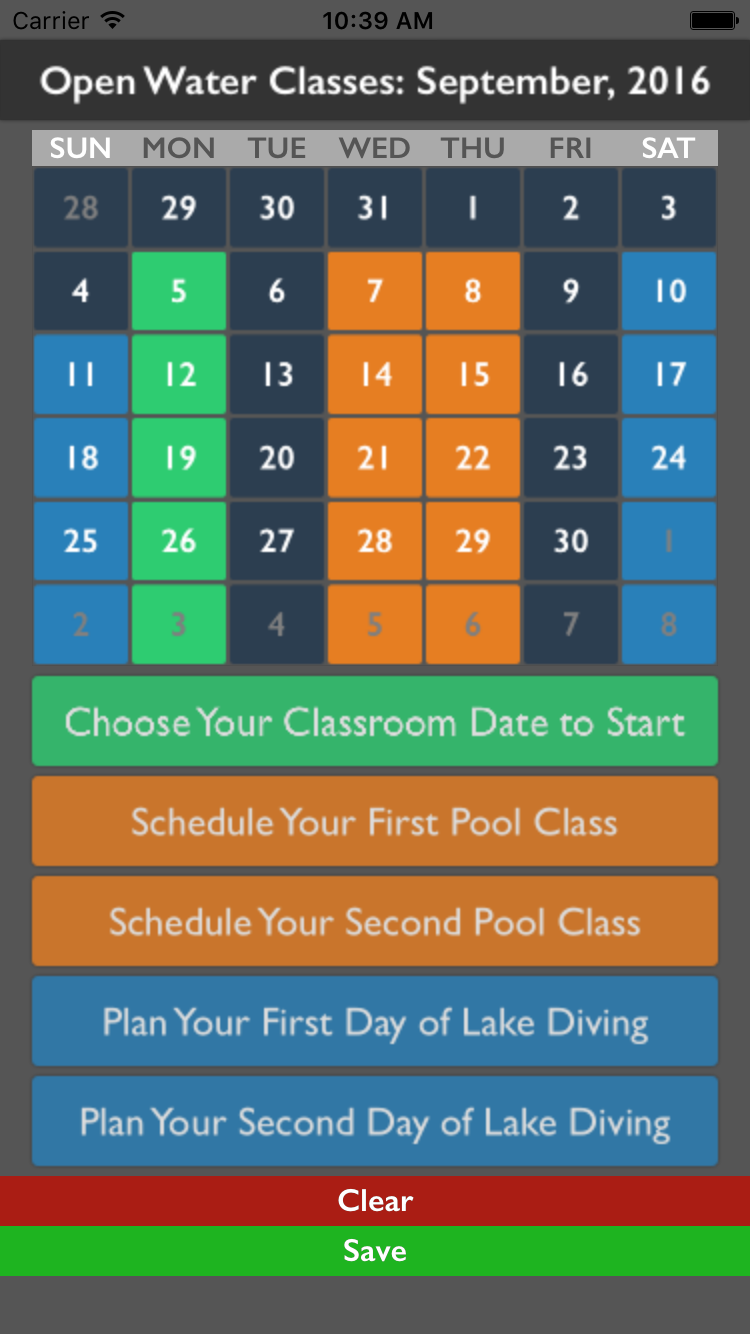 Carrier 10:39 AM
Open Water Classes: September, 2016
SUN MON TUE WED THU FRI SAT
28 29 30 31 1 2 3
4 5 6 7 8 9 10
11 12 13 14 15 16 17
18 19 20 21 22 23 24
25 26 27 28 29 30 1
2 3 4 5 6 7 8
Choose Your Classroom Date to Start
Schedule Your First Pool Class
Schedule Your Second Pool Class
Plan Your First Day of Lake Diving
Plan Your Second Day of Lake Diving
Clear
Save